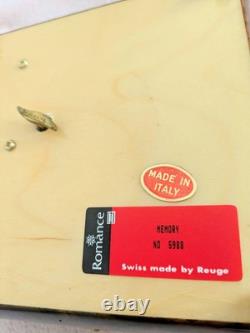 MADE IN
ITALY
Romance
MEMORY
NO 5988
Swiss made by Reuge